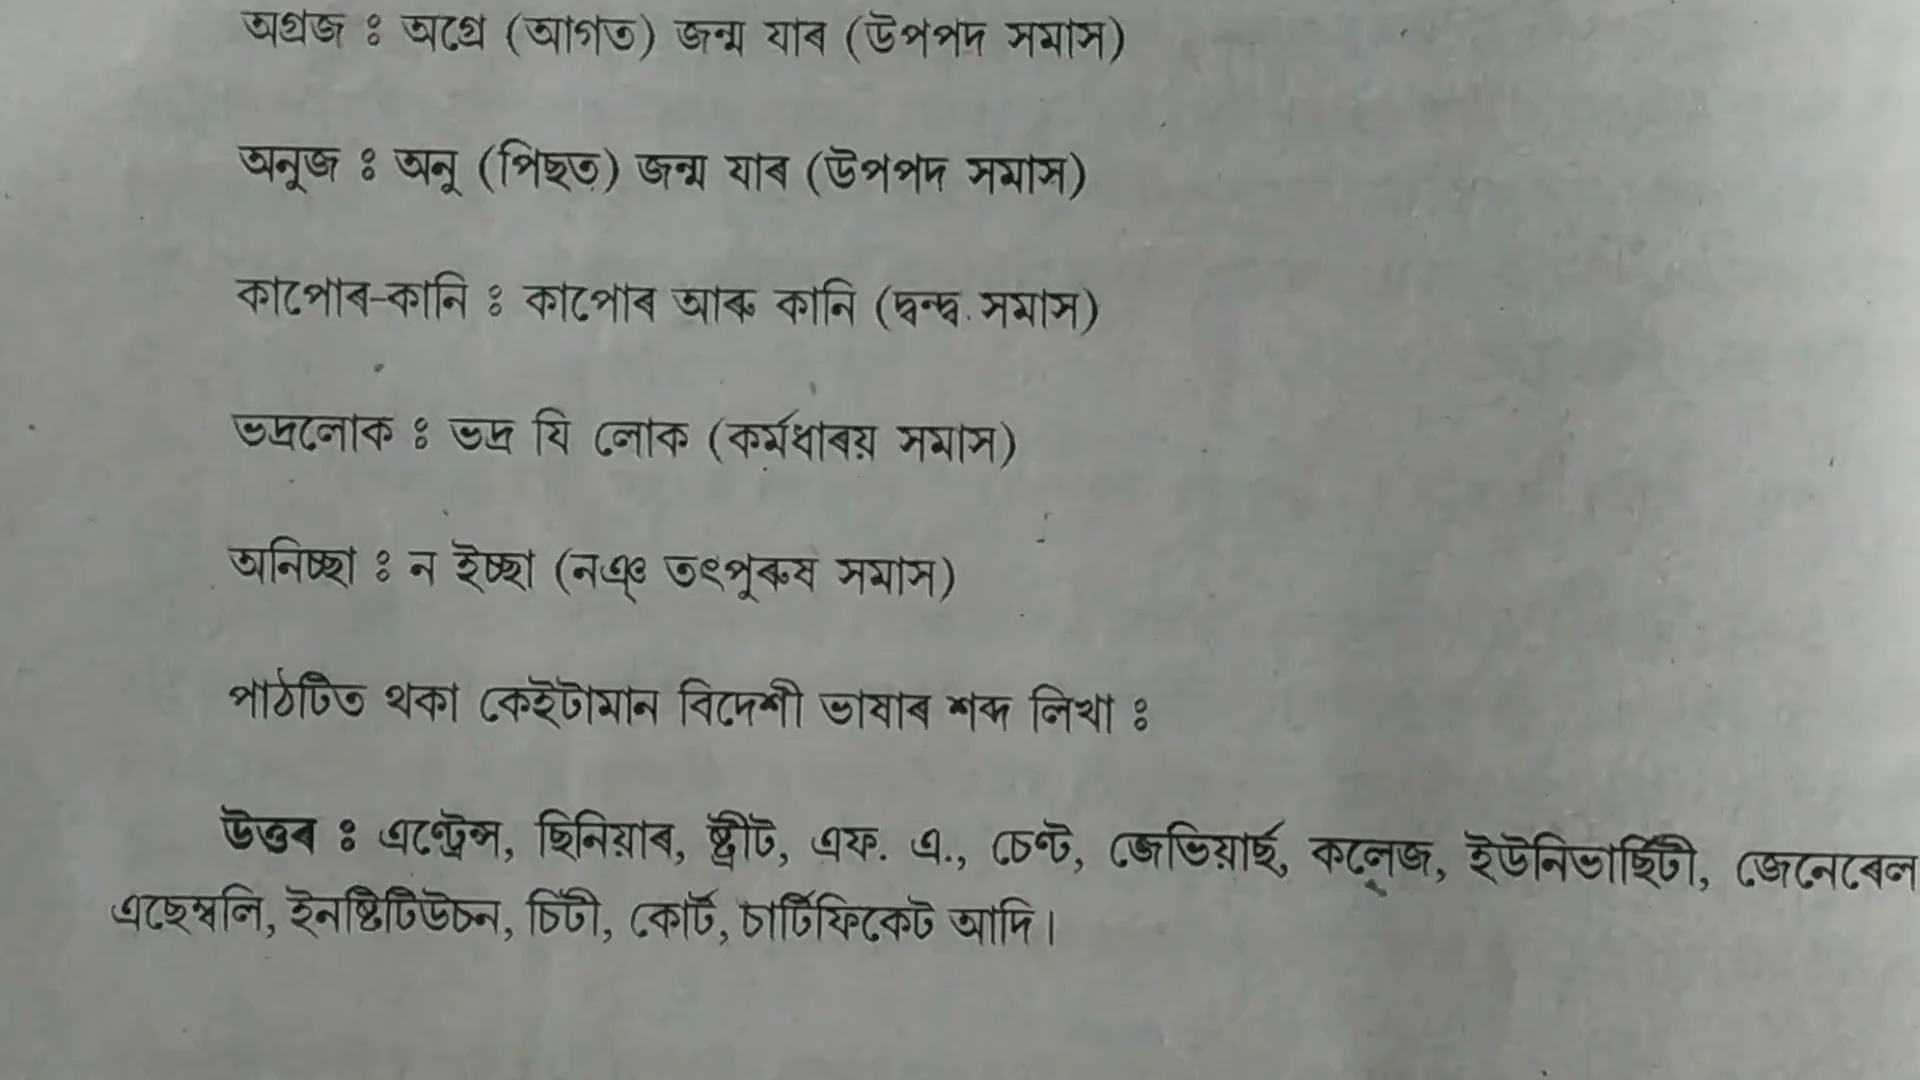 অগ্ৰজ ঃ অগ্ৰে (আগত) জন্ম যাৰ (উপপদ সমাস)
অনুজ ঃ অনু (পিছত) জন্ম যাৰ (উপপদ সমাস)
কাপোৰ-কানি ঃ কাপোৰ আৰু কানি (দ্বন্দ্ব সমাস)
ভদ্ৰলোক ঃ ভদ্ৰ যি লোক (কৰ্মধাৰয় সমাস)
অনিচ্ছা ঃ ন ইচ্ছা (নঞ্ তৎপুৰুষ সমাস)
পাঠটিত থকা কেইটামান বিদেশী ভাষাৰ শব্দ লিখা ঃ
উত্তৰ ঃ এণ্ট্ৰেন্স, ছিনিয়াৰ, ষ্ট্ৰীট, এফ. এ., চেণ্ট, জেভিয়াৰ্ছ, কলেজ, ইউনিভাৰ্ছিটী, জেনেৰেল
এছেম্বলি, ইনষ্টিটিউচন, চিটী, কোৰ্ট, চাৰ্টিফিকেট আদি।